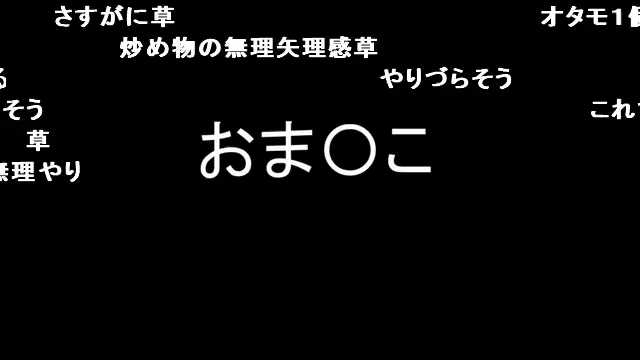 さすがに草
オタモ1個
炒め物の無理矢理感草
る
やりづらそう
そう
これ
草
おま〇こ
無理やり